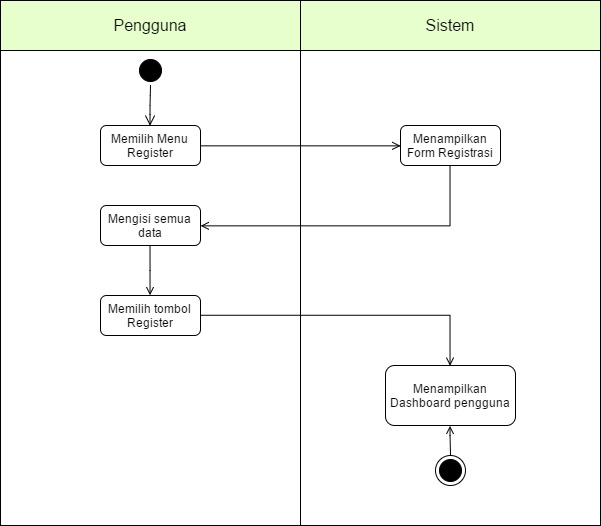 Pengguna
Sistem
Memilih Menu
Register
Menampilkan
Form Registrasi
Mengisi semua
data
Memilih tombol
Register
Menampilkan
Dashboard pengguna